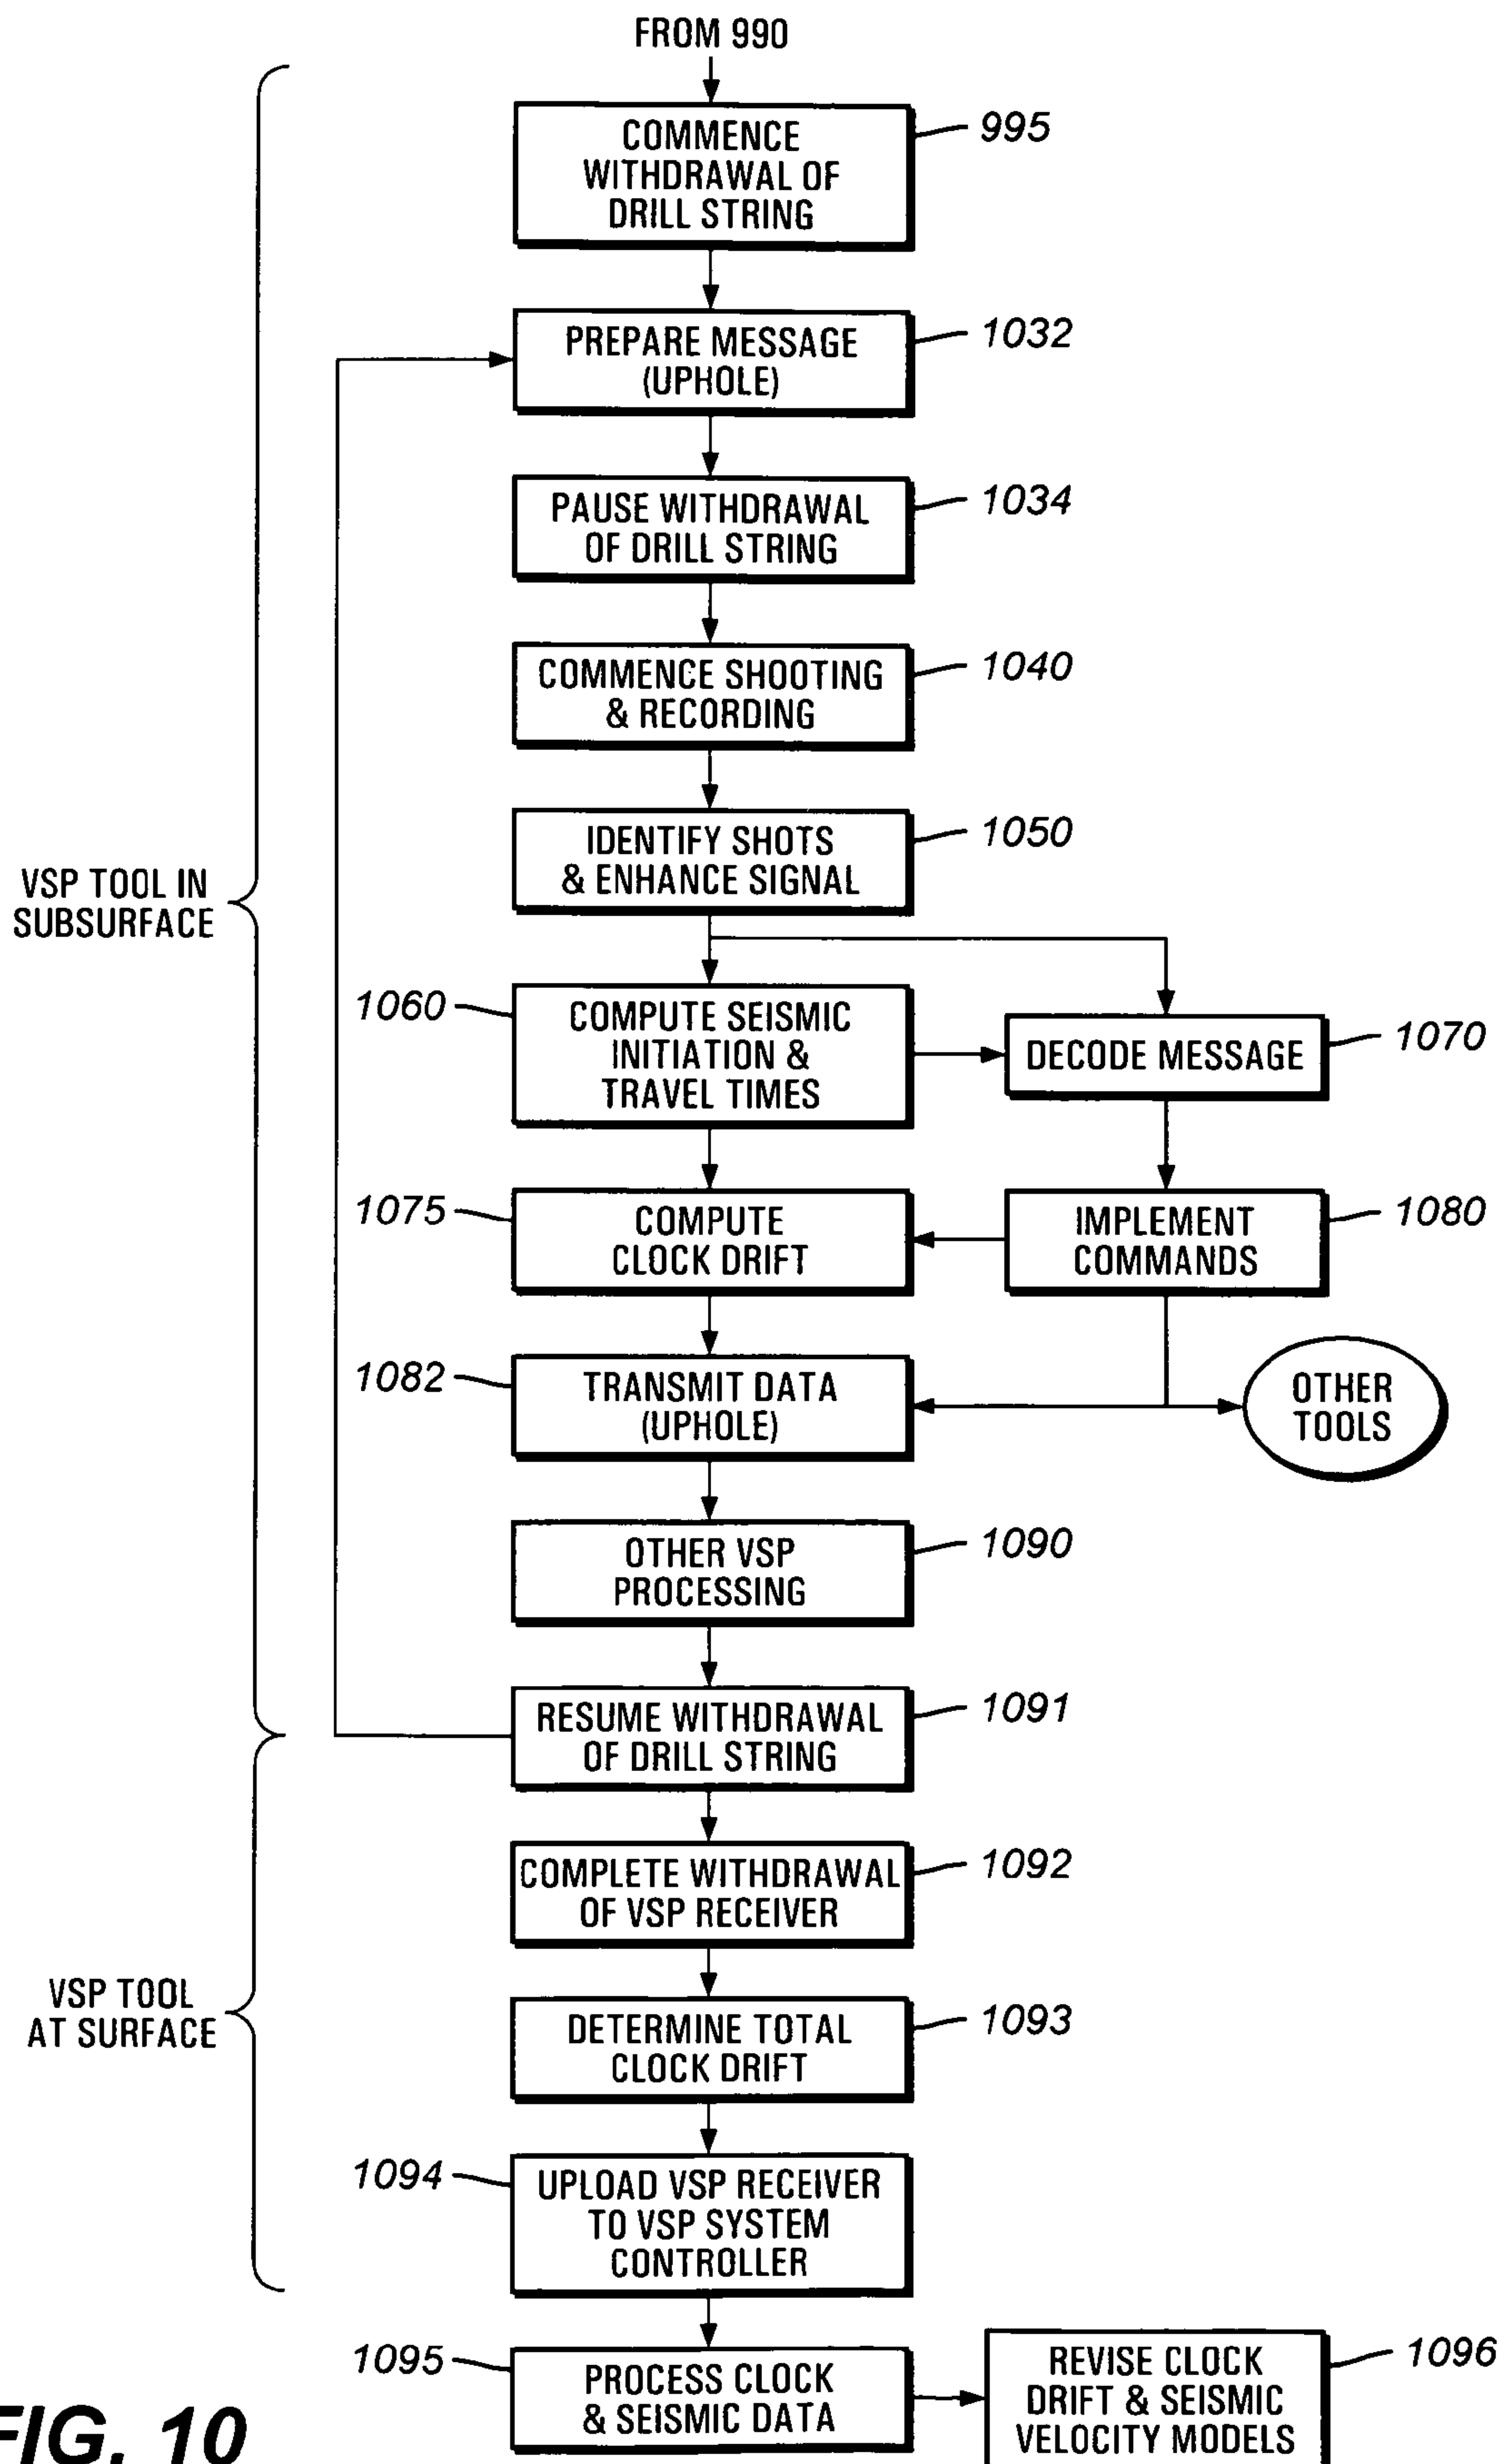 FROM 990
COMMENCE
WITHDRAWAL OF
DRILL STRING
995
PREPARE MESSAGE
(UPHOLE)
1032
PAUSE WITHDRAWAL
OF DRILL STRING
1034
COMMENCE SHOOTING
& RECORDING
1040
IDENTIFY SHOTS
& ENHANCE SIGNAL
1050
VSP TOOL IN
SUBSURFACE
1060
COMPUTE SEISMIC
INITIATION &
TRAVEL TIMES
DECODE MESSAGE
1070
1075
COMPUTE
CLOCK DRIFT
IMPLEMENT
COMMANDS
1080
1082
TRANSMIT DATA
(UPHOLE)
OTHER
TOOLS
OTHER VSP
PROCESSING
1090
RESUME WITHDRAWAL
OF DRILL STRING
1091
COMPLETE WITHDRAWAL
OF VSP RECEIVER
1092
VSP TOOL
AT SURFACE
DETERMINE TOTAL
CLOCK DRIFT
1093
1094
UPLOAD VSP RECEIVER
TO VSP SYSTEM
CONTROLLER
1095
PROCESS CLOCK
& SEISMIC DATA
REVISE CLOCK
DRIFT & SEISMIC
VELOCITY MODELS
1096
FIG. 10